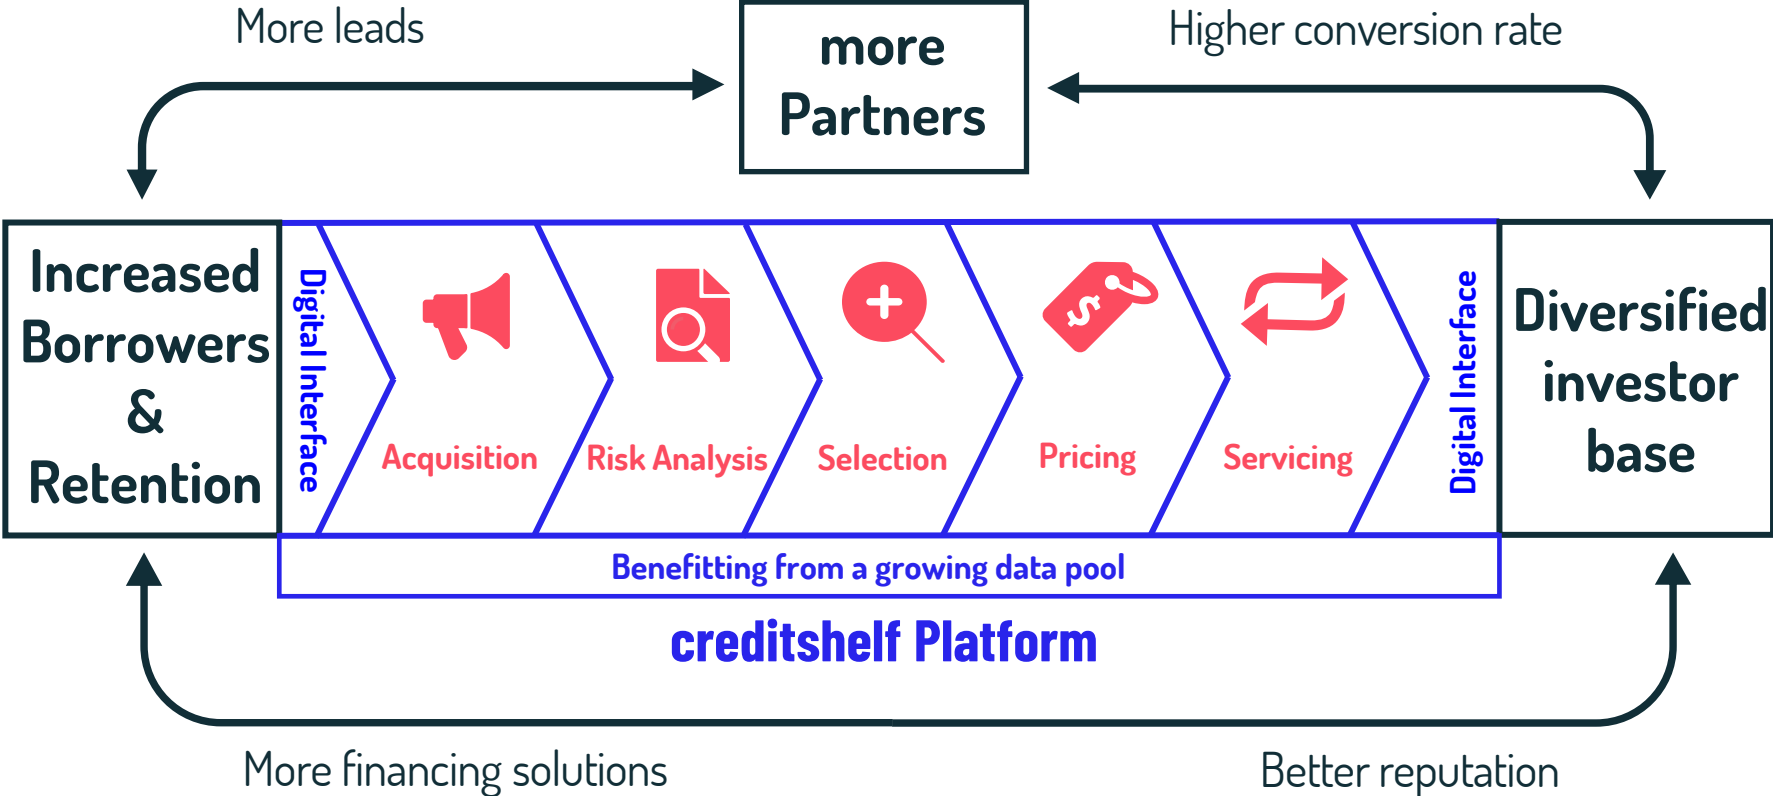 More leads
more
Partners
Higher conversion rate
Increased
Borrowers
&
Retention
Digital Interface
Acquisition
Risk Analysis
Selection
$
Pricing
Servicing
Digital Interface
Diversified
investor
base
Benefitting from a growing data pool
creditshelf Platform
More financing solutions
Better reputation